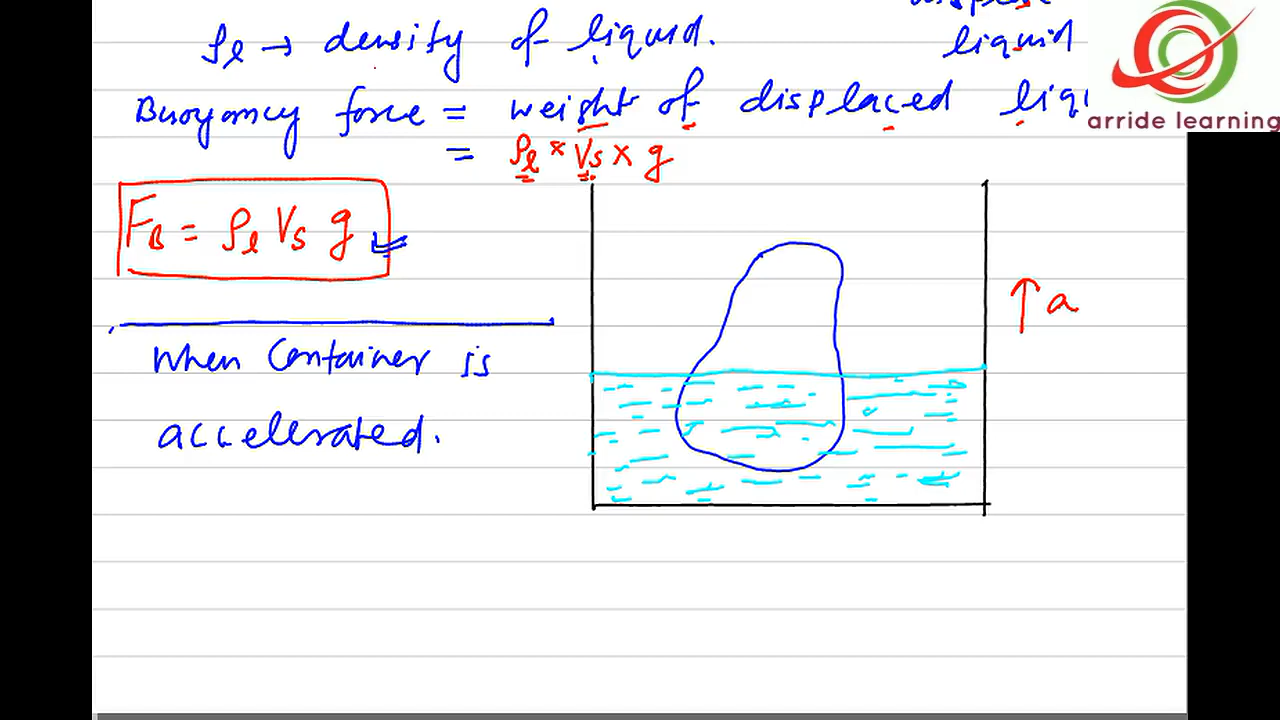 ρl → density of liquid.
liquid
Buoyancy force = weight of displaced
= ρl × Vs × g
FB = ρl Vs g
↑ a
When Container is
accelerated.
arride learning